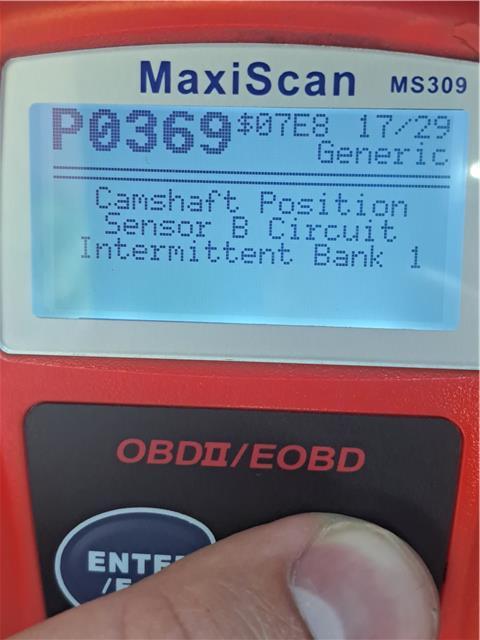 MaxiScan MS309
P0369 $07E8 17/29
Generic
Camshaft Position
Sensor B Circuit
Intermittent Bank 1
OBDII/EOBD